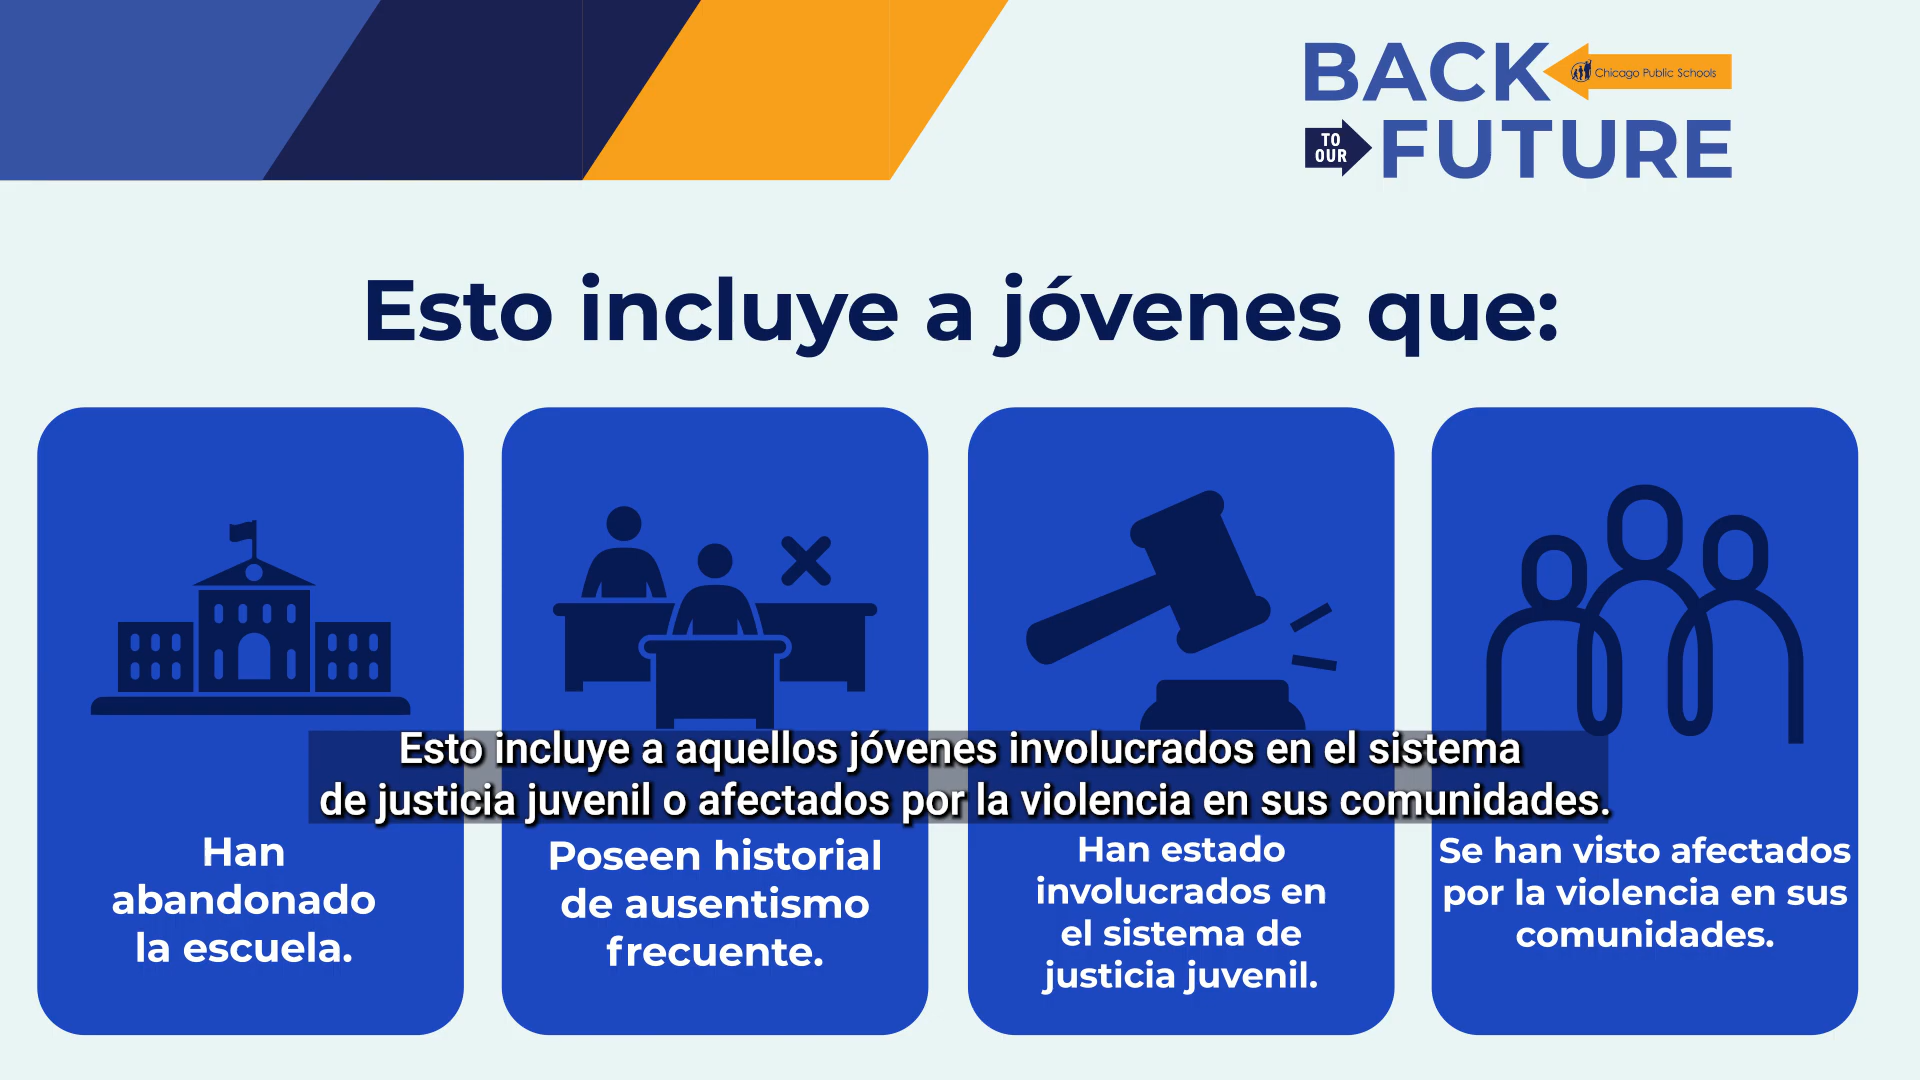 BACK
Chicago Public Schools
TO
OUR
FUTURE
Esto incluye a jóvenes que:
Esto incluye a aquellos jóvenes involucrados en el sistema
de justicia juvenil o afectados por la violencia en sus comunidades.
Han
abandonado
la escuela.
Poseen historial
de ausentismo
frecuente.
Han estado
involucrados en
el sistema de
justicia juvenil.
Se han visto afectados
por la violencia en sus
comunidades.